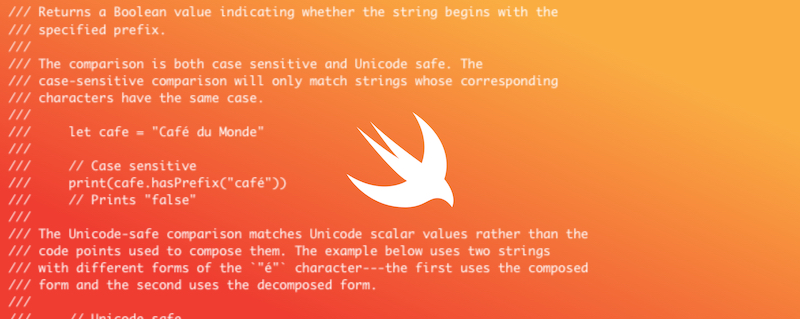 /// Returns a Boolean value indicating whether the string begins with the
/// specified prefix.
///
/// The comparison is both case sensitive and Unicode safe. The
/// case-sensitive comparison will only match strings whose corresponding
/// characters have the same case.
///
///     let cafe = "Café du Monde"
///
///     // Case sensitive
///     print(cafe.hasPrefix("café"))
///     // Prints "false"
///
/// The Unicode-safe comparison matches Unicode scalar values rather than the
/// code points used to compose them. The example below uses two strings
/// with different forms of the `"é"` character---the first uses the composed
/// form and the second uses the decomposed form.
///
///     // Unicode safe